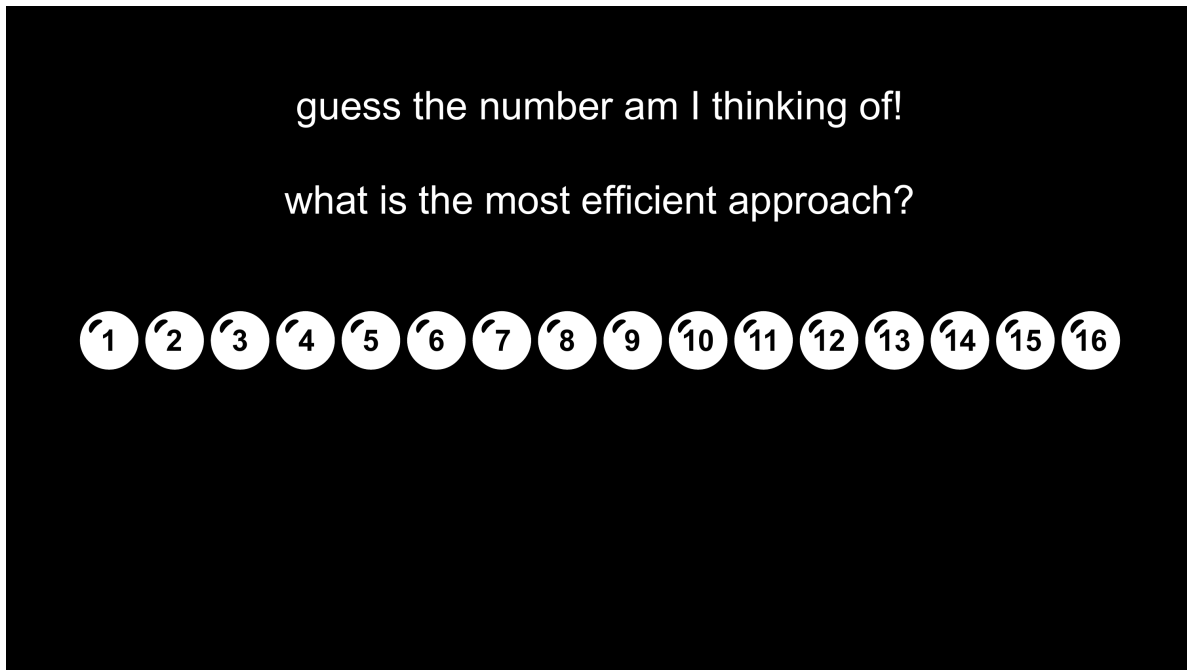 guess the number am I thinking of!
what is the most efficient approach?
1 2 3 4 5 6 7 8 9 10 11 12 13 14 15 16